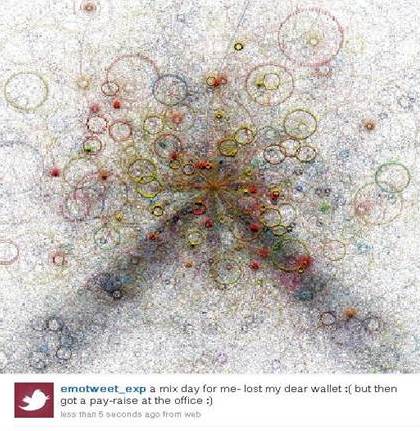 emotweet_exp a mix day for me- lost my dear wallet :( but then
got a pay-raise at the office :)
less than 5 seconds ago from web